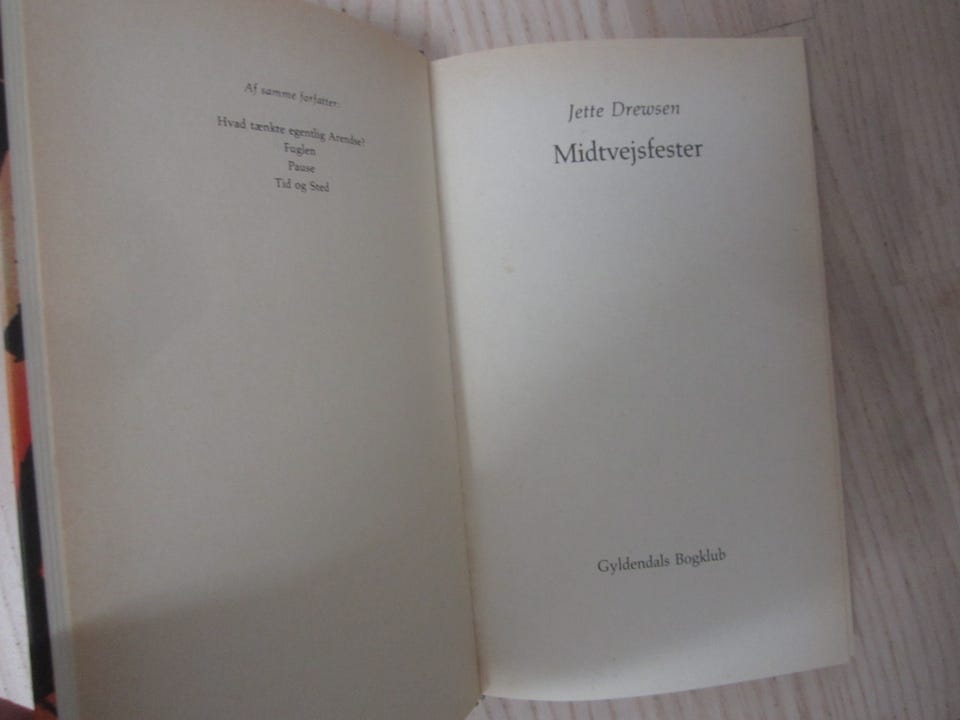 Af samme forfatter:
Hvad tænkte egentlig Arendse?
Fuglen
Pause
Tid og Sted
Jette Drewsen
Midtvejsfester
Gyldendals Bogklub